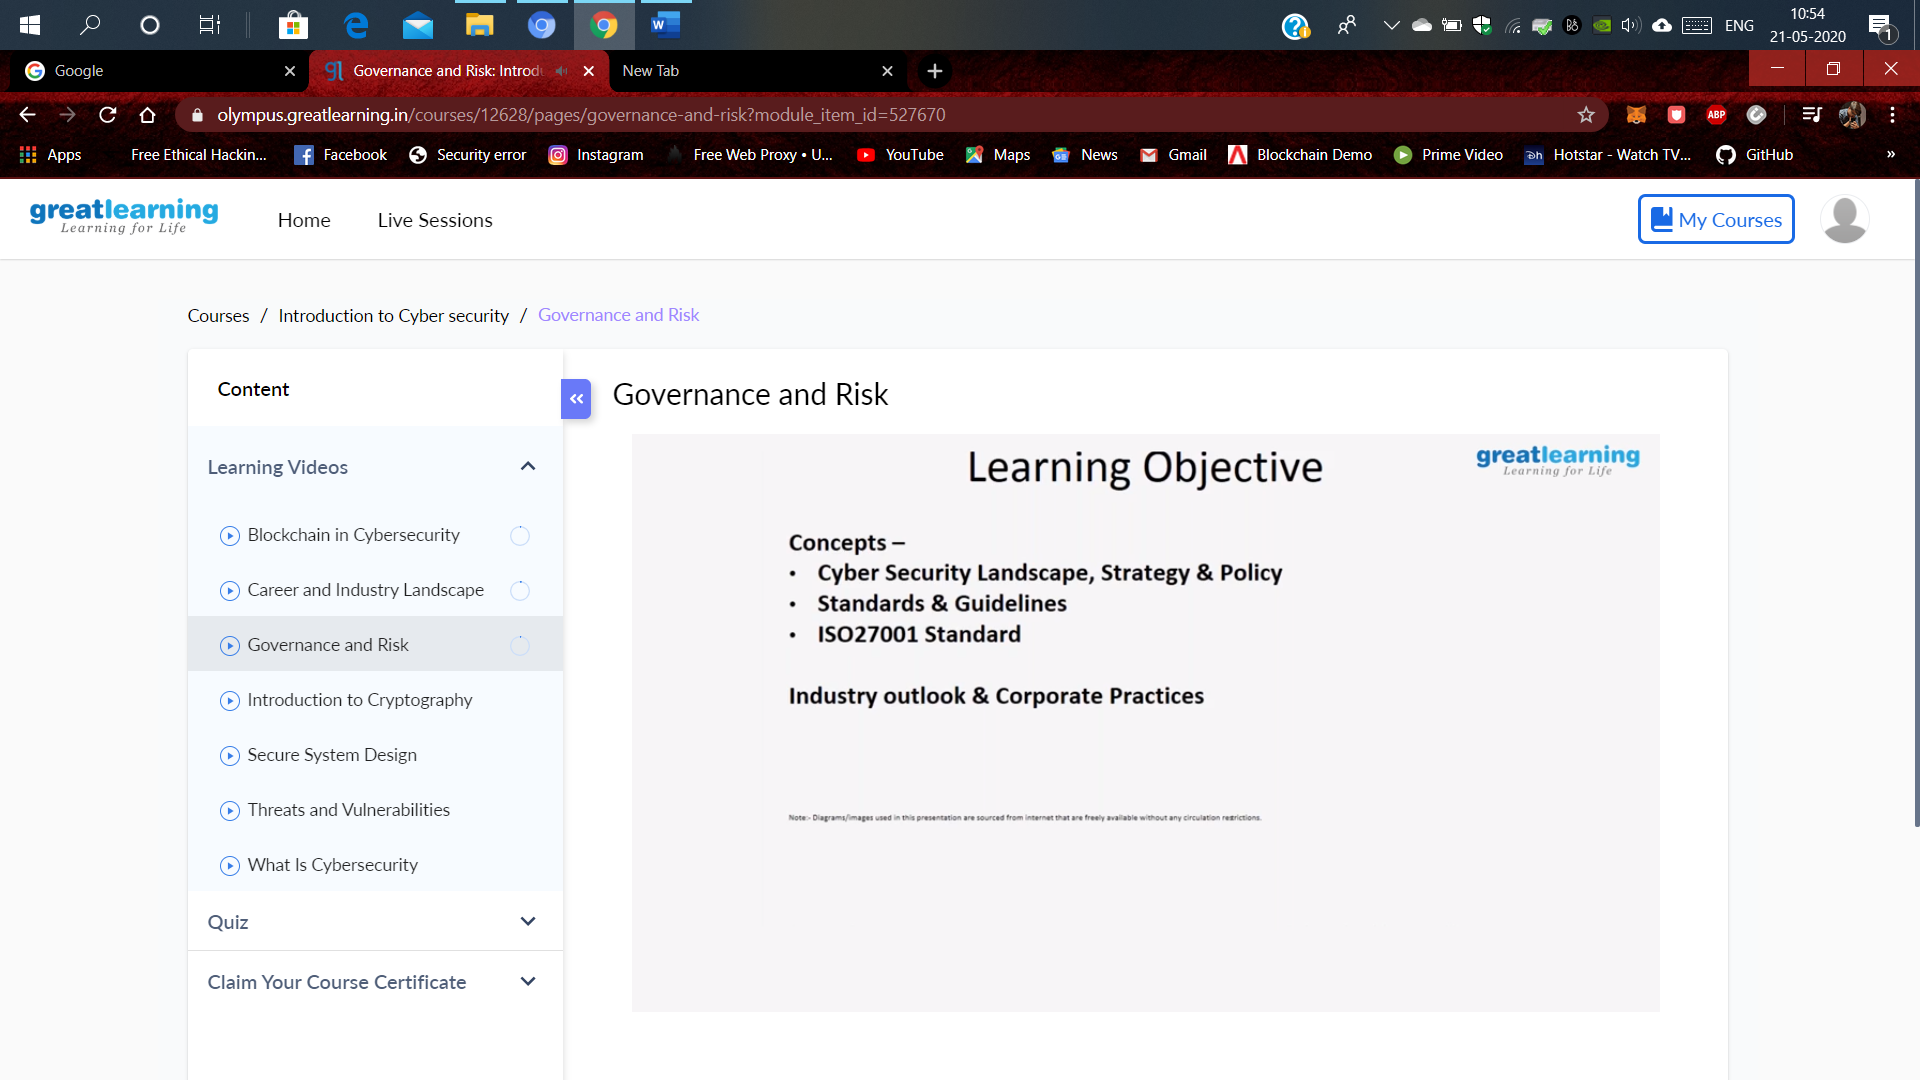 ENG
10:54
21-05-2020
1
Google
Governance and Risk: Introdu
New Tab
olympus.greatlearning.in/courses/12628/pages/governance-and-risk?module_item_id=527670
ABP
Apps
Free Ethical Hackin...
Facebook
Security error
Instagram
Free Web Proxy • U...
YouTube
Maps
News
Gmail
Blockchain Demo
Prime Video
Hotstar - Watch TV...
GitHub
»
greatlearning
Learning for Life
Home
Live Sessions
My Courses
Courses / Introduction to Cyber security / Governance and Risk
Content
Governance and Risk
Learning Videos
Blockchain in Cybersecurity
Career and Industry Landscape
Governance and Risk
Introduction to Cryptography
Secure System Design
Threats and Vulnerabilities
What Is Cybersecurity
Quiz
Claim Your Course Certificate
Learning Objective
greatlearning
Learning for Life
Concepts –
• Cyber Security Landscape, Strategy & Policy
• Standards & Guidelines
• ISO27001 Standard
Industry outlook & Corporate Practices
Note:- Diagrams/images used in this presentation are sourced from internet that are freely available without any circulation restrictions.